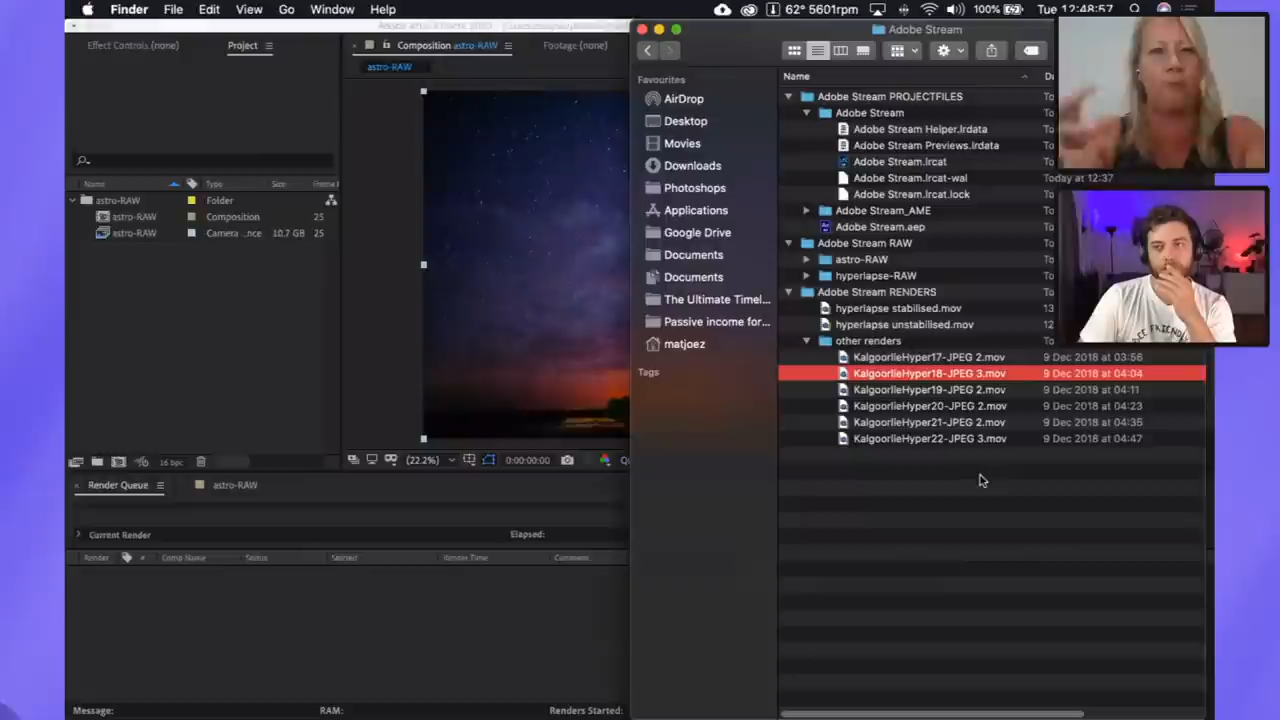 Finder File Edit View Go Window Help
62° 5601rpm 100% Tue 12:48:57
Effect Controls (none) Project
Composition astro-RAW Footage (none)
astro-RAW
Name Type Size Frame
astro-RAW Folder
astro-RAW Composition 25
astro-RAW Camera ...nce 10.7 GB 25
16 bpc
(22.2%) 0:00:00:00
Render Queue astro-RAW
Current Render Elapsed:
Render # Comp Name Status Started Render Time Comment
Message: RAM: Renders Started:
Adobe Stream
Favourites
AirDrop
Desktop
Movies
Downloads
Photoshops
Applications
Google Drive
Documents
Documents
The Ultimate Timel...
Passive income for...
matjoez
Tags
Name
Adobe Stream PROJECTFILES
Adobe Stream
Adobe Stream Helper.lrdata
Adobe Stream Previews.lrdata
Adobe Stream.lrcat
Adobe Stream.lrcat-wal Today at 12:37
Adobe Stream.lrcat.lock
Adobe Stream_AME
Adobe Stream.aep
Adobe Stream RAW
astro-RAW
hyperlapse-RAW
Adobe Stream RENDERS
hyperlapse stabilised.mov 13
hyperlapse unstabilised.mov 12
other renders
KalgoorlieHyper17-JPEG 2.mov 9 Dec 2018 at 03:56
KalgoorlieHyper18-JPEG 3.mov 9 Dec 2018 at 04:04
KalgoorlieHyper19-JPEG 2.mov 9 Dec 2018 at 04:11
KalgoorlieHyper20-JPEG 2.mov 9 Dec 2018 at 04:23
KalgoorlieHyper21-JPEG 2.mov 9 Dec 2018 at 04:35
KalgoorlieHyper22-JPEG 3.mov 9 Dec 2018 at 04:47